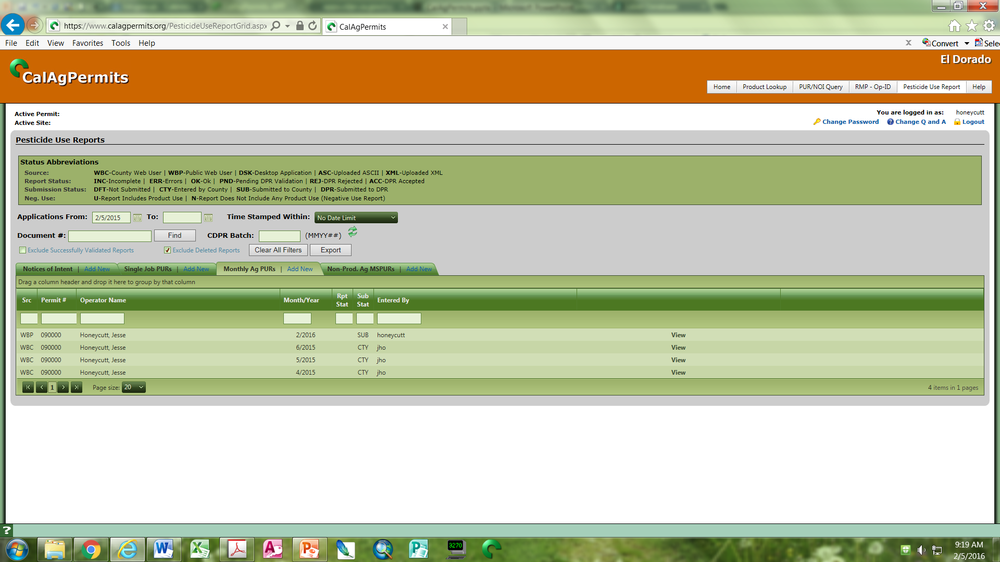 https://www.calagpermits.org/PesticideUseReportGrid.aspx
CalAgPermits
File Edit View Favorites Tools Help
Convert
Sele
El Dorado
CalAgPermits
Home Product Lookup PUR/NOI Query RMP - Op-ID Pesticide Use Report Help
Active Permit:
Active Site:
You are logged in as: honeycutt
Change Password Change Q and A Logout
Pesticide Use Reports
Status Abbreviations
Source: WBC-County Web User | WBP-Public Web User | DSK-Desktop Application | ASC-Uploaded ASCII | XML-Uploaded XML
Report Status: INC-Incomplete | ERR-Errors | OK-Ok | PND-Pending DPR Validation | REJ-DPR Rejected | ACC-DPR Accepted
Submission Status: DFT-Not Submitted | CTY-Entered by County | SUB-Submitted to County | DPR-Submitted to DPR
Neg. Use: U-Report Includes Product Use | N-Report Does Not Include Any Product Use (Negative Use Report)
Applications From: 2/5/2015 To: Time Stamped Within: No Date Limit
Document #: Find CDPR Batch: (MMYY##)
Exclude Successfully Validated Reports Exclude Deleted Reports Clear All Filters Export
Notices of Intent | Add New Single Job PURs | Add New Monthly Ag PURs | Add New Non-Prod. Ag MSPURs | Add New
Drag a column header and drop it here to group by that column
Src Permit # Operator Name Month/Year Rpt Stat Sub Stat Entered By
WBP 090000 Honeycutt, Jesse 2/2016 SUB honeycutt View
WBC 090000 Honeycutt, Jesse 6/2015 CTY jho View
WBC 090000 Honeycutt, Jesse 5/2015 CTY jho View
WBC 090000 Honeycutt, Jesse 4/2015 CTY jho View
1 Page size: 20 4 items in 1 pages
?
3270
9:19 AM
2/5/2016